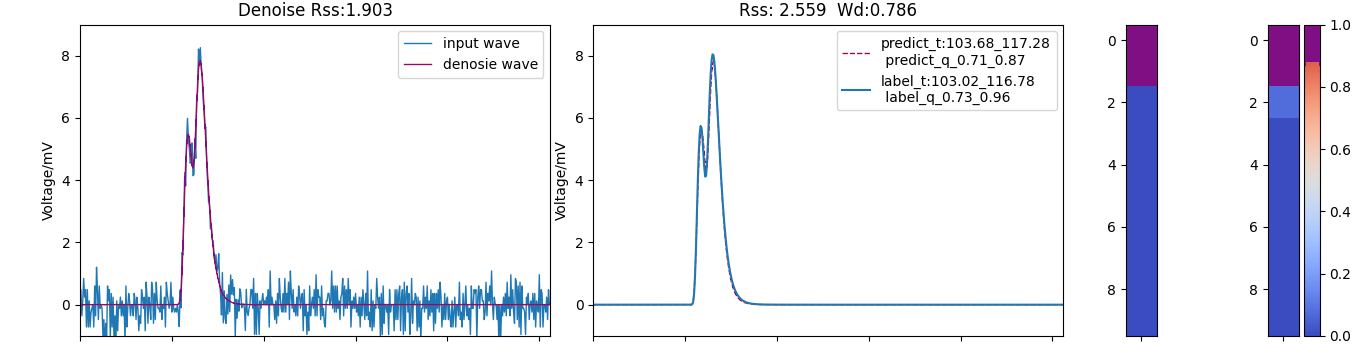 Denoise Rss:1.903
Voltage/mV
8
6
4
2
0
input wave
denosie wave
Rss: 2.559 Wd:0.786
Voltage/mV
8
6
4
2
0
predict_t:103.68_117.28
predict_q_0.71_0.87
label_t:103.02_116.78
label_q_0.73_0.96
0
2
4
6
8
0
2
4
6
8
1.0
0.8
0.6
0.4
0.2
0.0